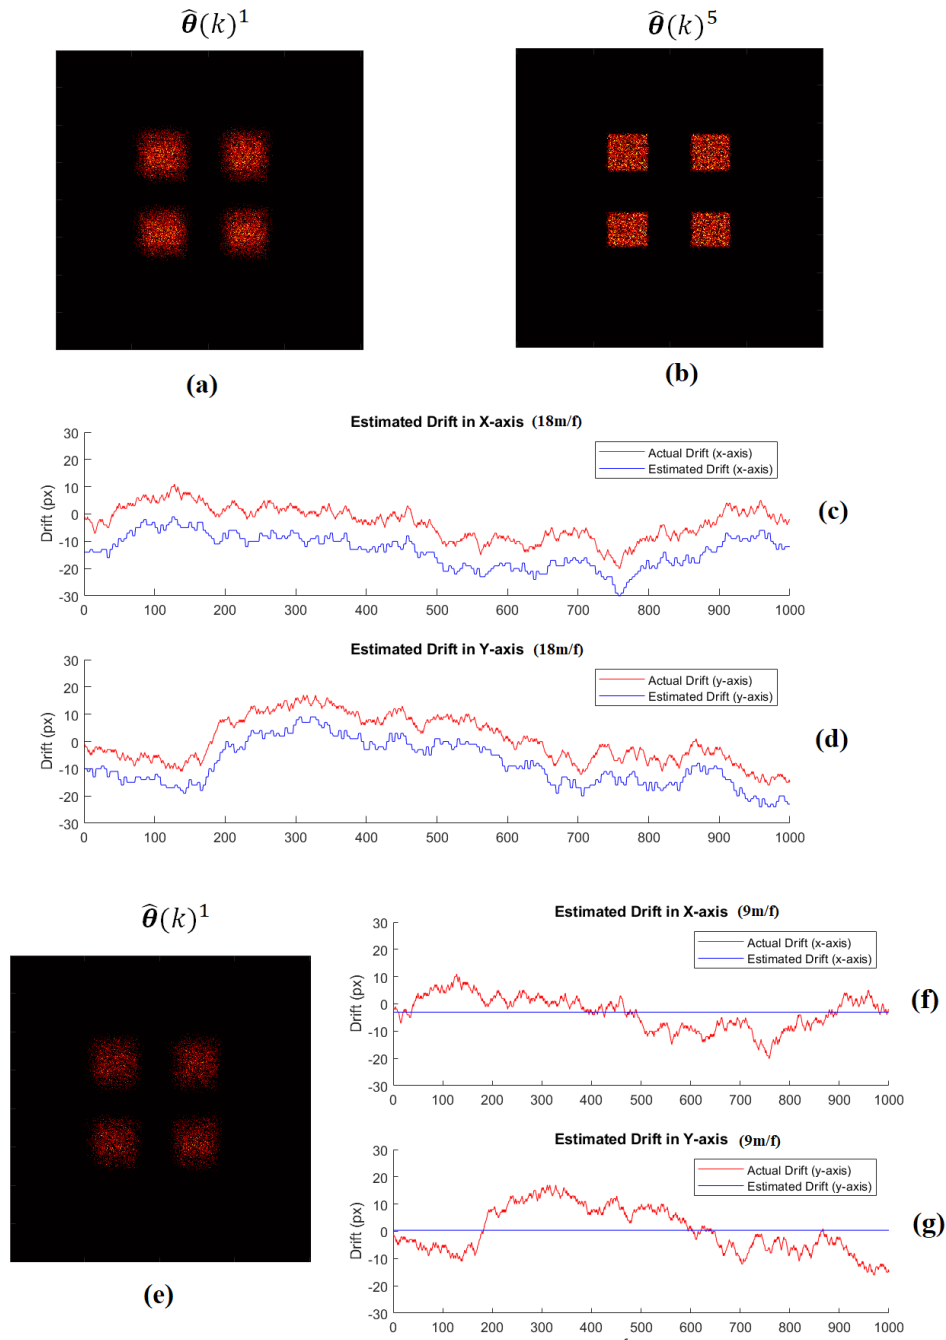 θ̂(k)¹
θ̂(k)⁵
(a)
(b)
Estimated Drift in X-axis (18m/f)
30
20
10
0
-10
-20
-30
Drift (px)
Actual Drift (x-axis)
Estimated Drift (x-axis)
0 100 200 300 400 500 600 700 800 900 1000
(c)
Estimated Drift in Y-axis (18m/f)
30
20
10
0
-10
-20
-30
Drift (px)
Actual Drift (y-axis)
Estimated Drift (y-axis)
0 100 200 300 400 500 600 700 800 900 1000
(d)
θ̂(k)¹
(e)
Estimated Drift in X-axis (9m/f)
30
20
10
0
-10
-20
-30
Drift (px)
Actual Drift (x-axis)
Estimated Drift (x-axis)
0 100 200 300 400 500 600 700 800 900 1000
(f)
Estimated Drift in Y-axis (9m/f)
30
20
10
0
-10
-20
-30
Drift (px)
Actual Drift (y-axis)
Estimated Drift (y-axis)
0 100 200 300 400 500 600 700 800 900 1000
(g)